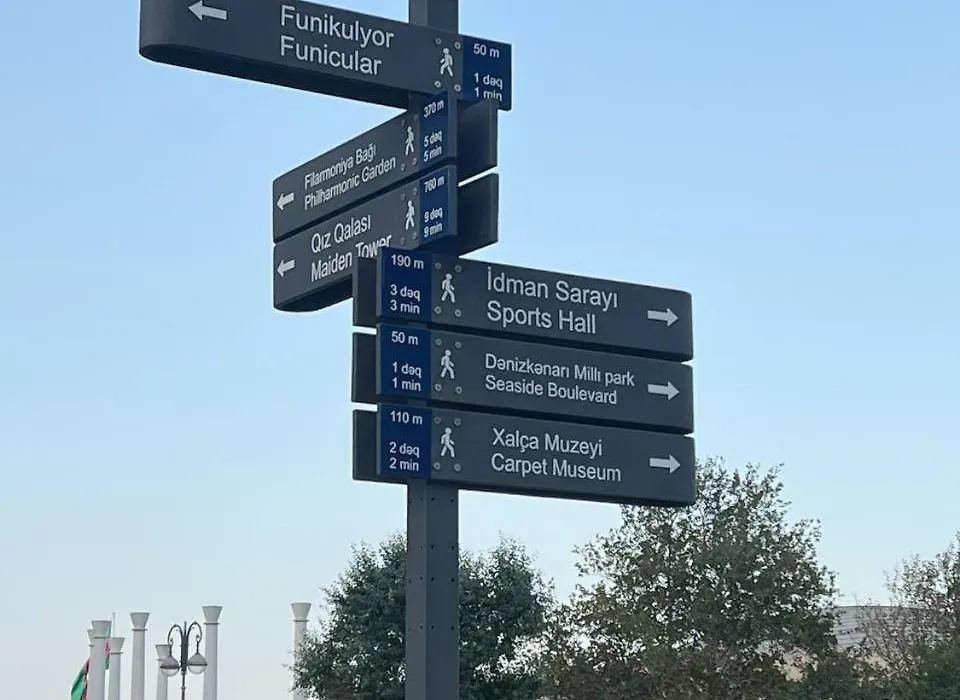 Funikulyor
Funicular
50 m
1 dəq
1 min
Filarmoniya Bağı
Philharmonic Garden
370 m
5 dəq
5 min
Qız Qalası
Maiden Tower
760 m
9 dəq
9 min
190 m
3 dəq
3 min
İdman Sarayı
Sports Hall
50 m
1 dəq
1 min
Dənizkənarı Milli park
Seaside Boulevard
110 m
2 dəq
2 min
Xalça Muzeyi
Carpet Museum